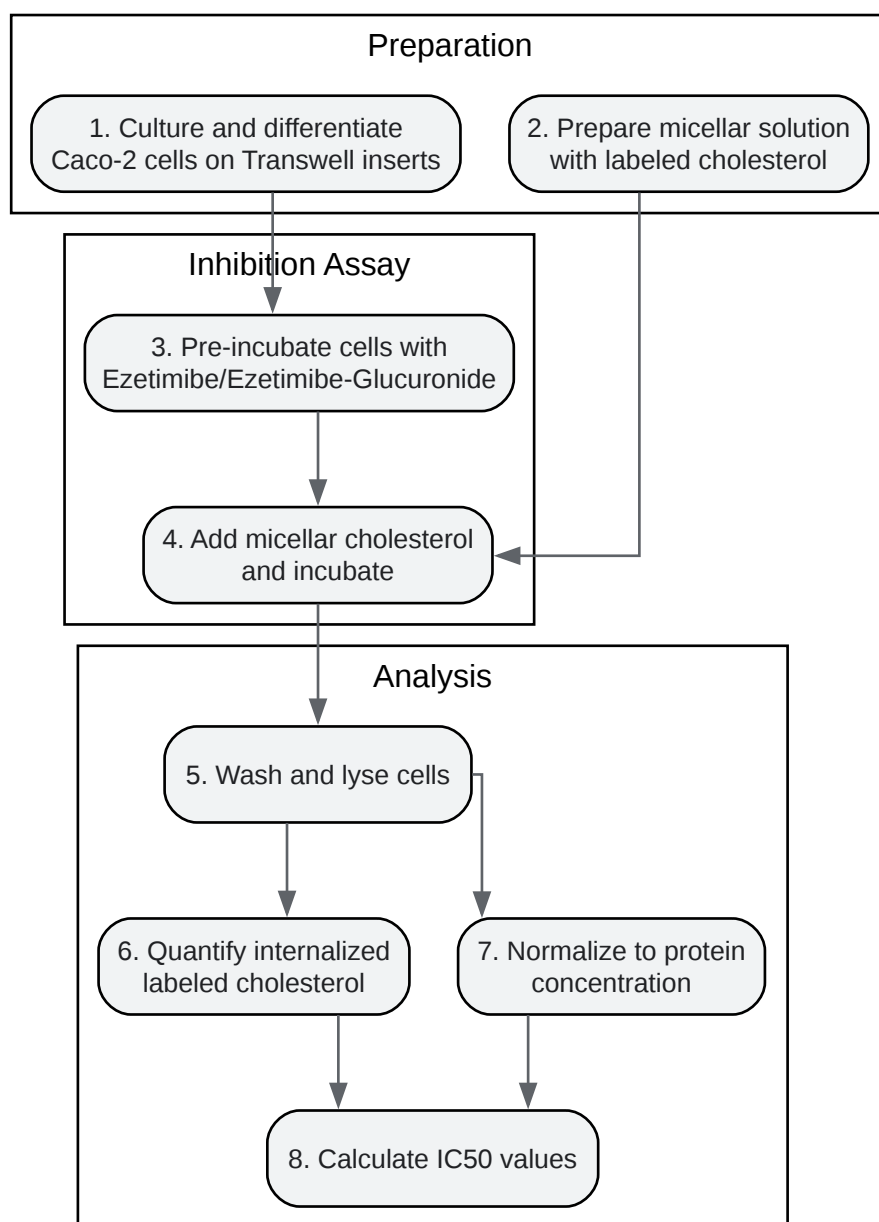 Preparation
1. Culture and differentiate
Caco-2 cells on Transwell inserts
2. Prepare micellar solution
with labeled cholesterol
Inhibition Assay
3. Pre-incubate cells with
Ezetimibe/Ezetimibe-Glucuronide
4. Add micellar cholesterol
and incubate
Analysis
5. Wash and lyse cells
6. Quantify internalized
labeled cholesterol
7. Normalize to protein
concentration
8. Calculate IC50 values